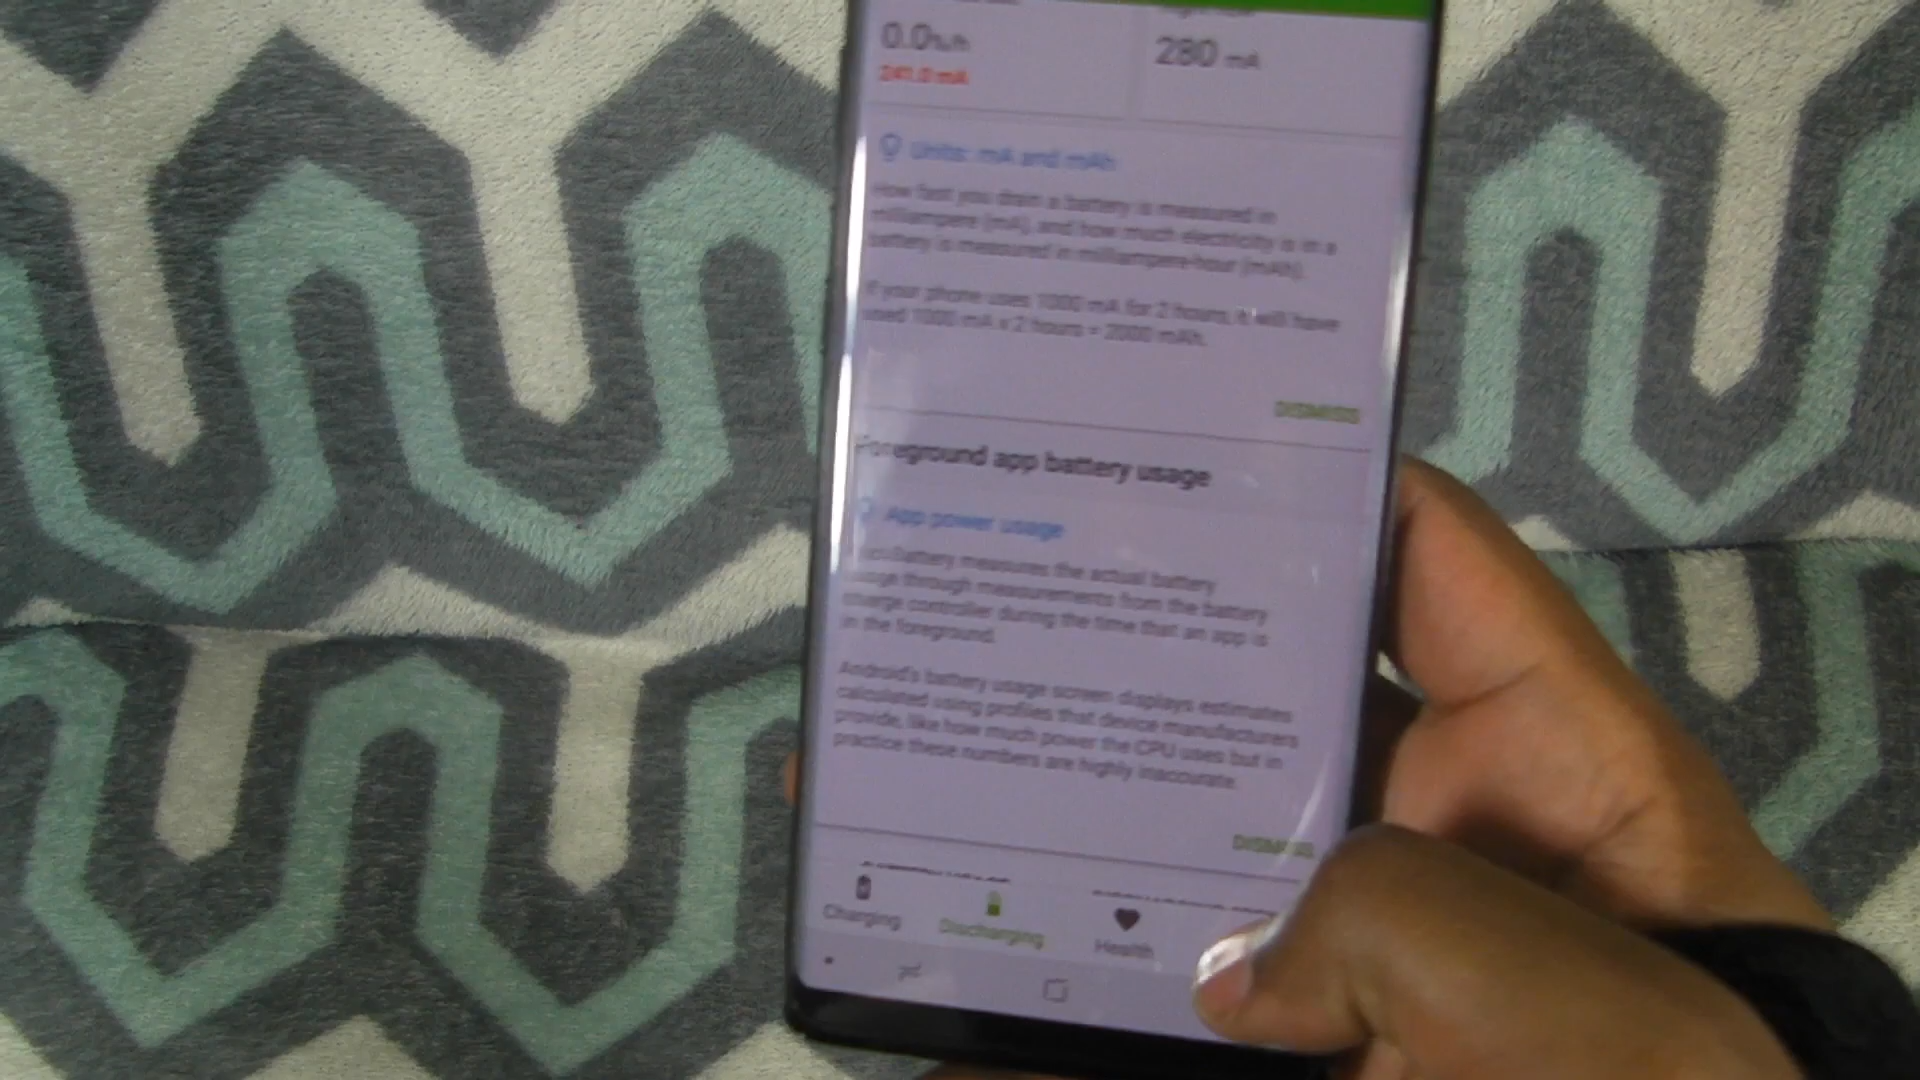 0.0%/h
280 mA
241.0 mA
Units: mA and mAh
How fast you drain a battery is measured in
milliampere (mA), and how much electricity is in a
battery is measured in milliampere-hour (mAh).
If your phone uses 1000 mA for 2 hours, it will have
used 1000 mA x 2 hours = 2000 mAh.
DISMISS
Foreground app battery usage
App power usage
AccuBattery measures the actual battery
usage through measurements from the battery
charge controller during the time that an app is
in the foreground.
Android's battery usage screen displays estimates
calculated using profiles that device manufacturers
provide, like how much power the CPU uses but in
practice these numbers are highly inaccurate.
DISMISS
Charging
Discharging
Health